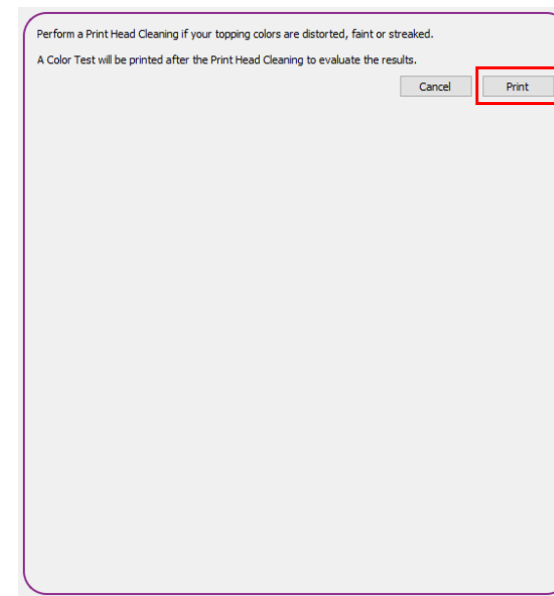 Perform a Print Head Cleaning if your topping colors are distorted, faint or streaked.
A Color Test will be printed after the Print Head Cleaning to evaluate the results.
Cancel Print